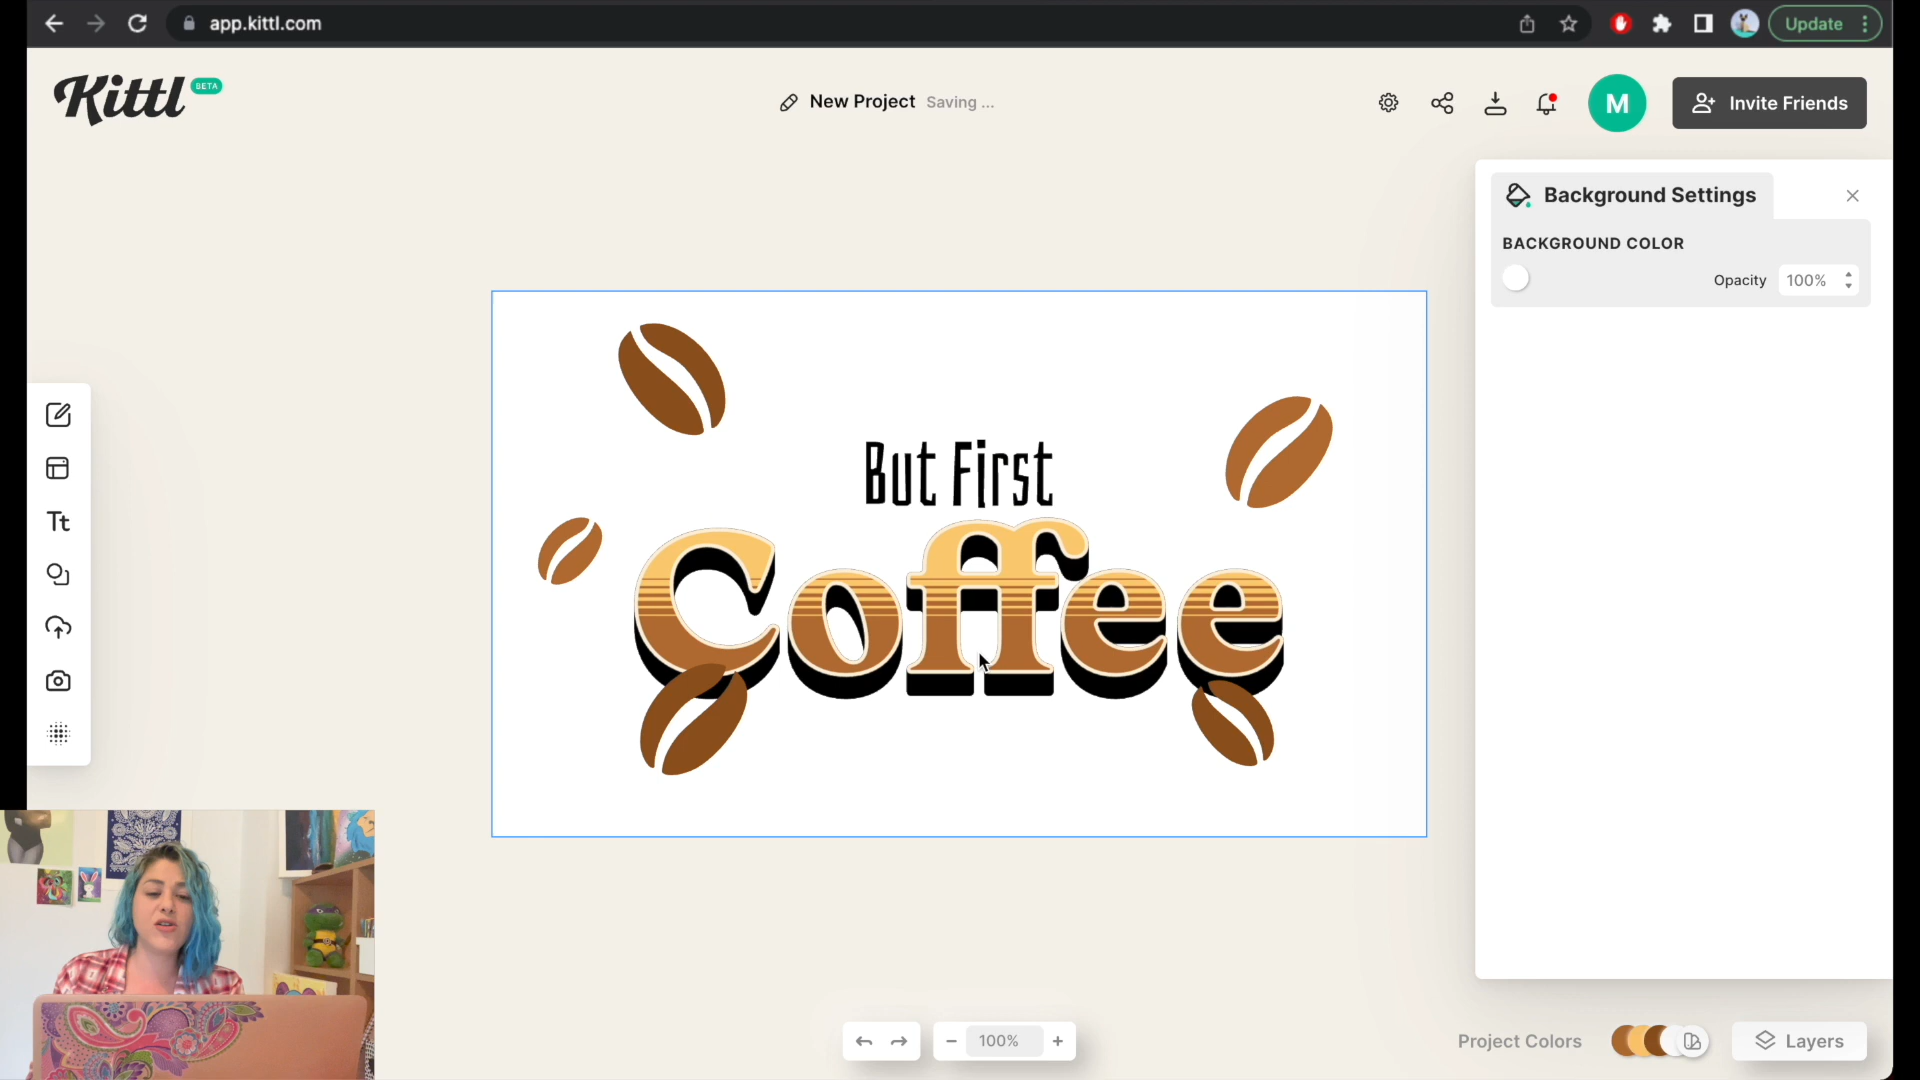 app.kittl.com
Update
Kittl BETA
New Project Saving ...
M
Invite Friends
Background Settings
BACKGROUND COLOR
Opacity 100%
Tt
But First
Coffee
100%
Project Colors
Layers